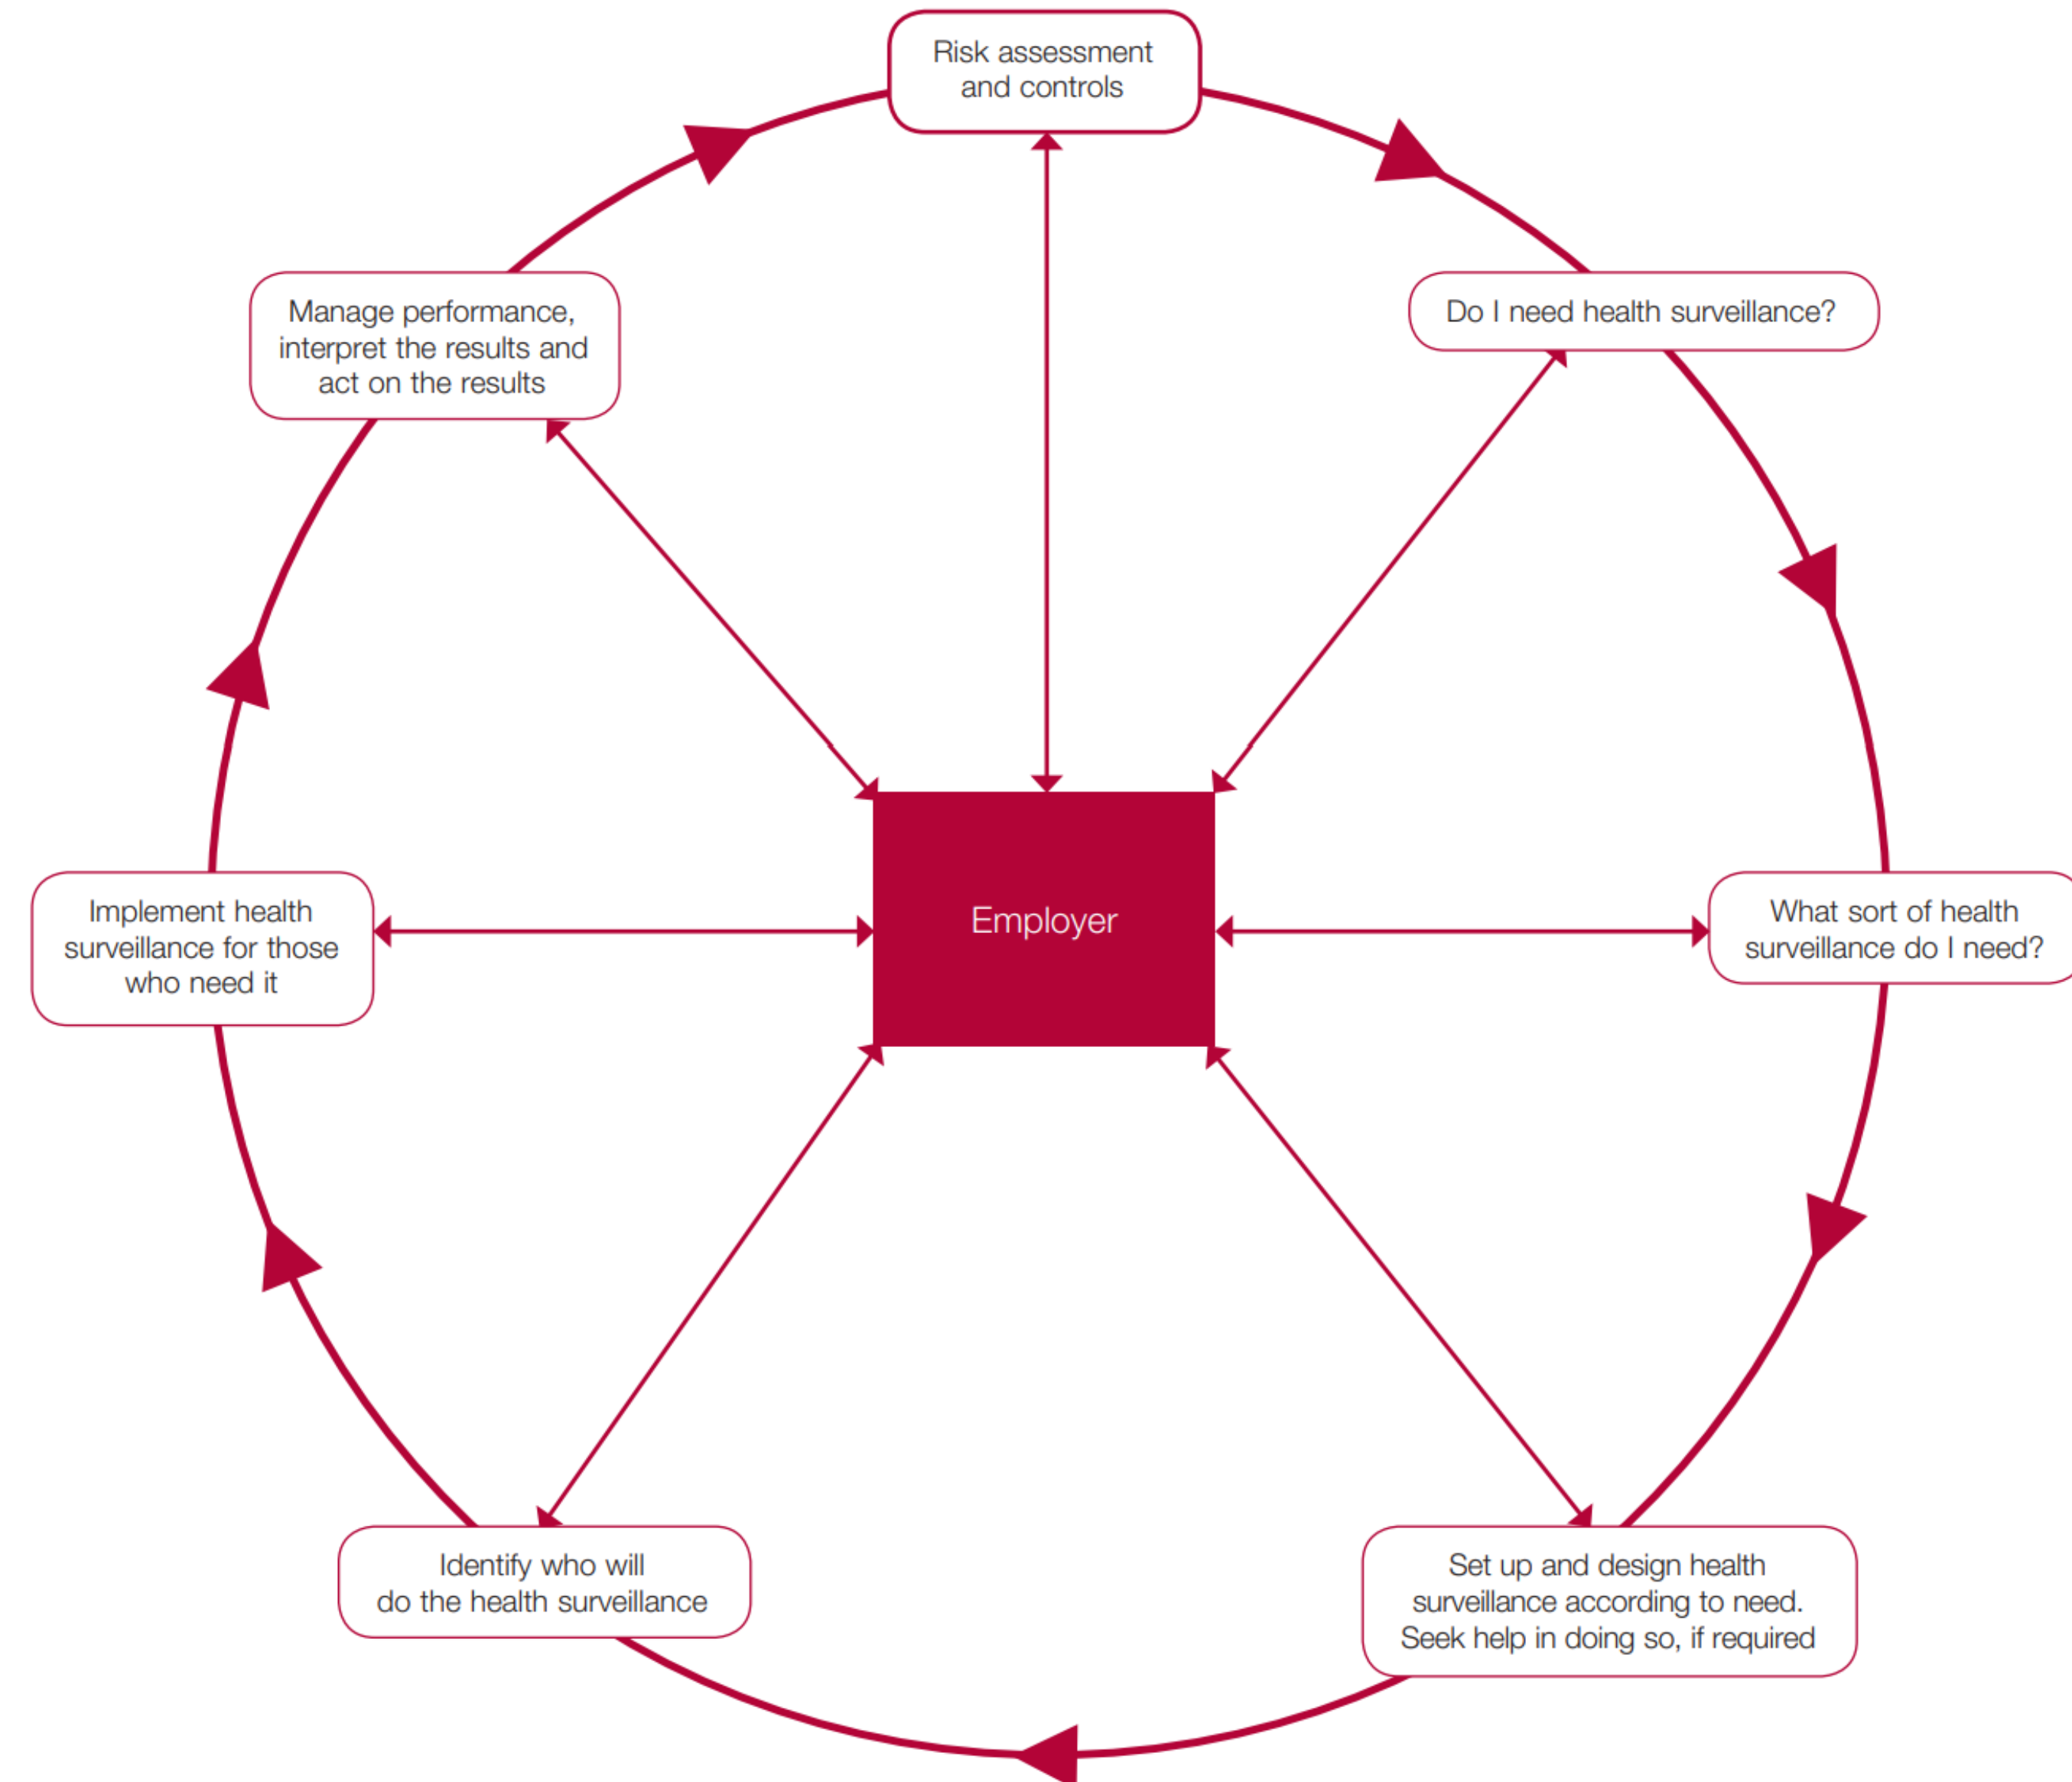 Risk assessment
and controls
Do I need health surveillance?
What sort of health
surveillance do I need?
Set up and design health
surveillance according to need.
Seek help in doing so, if required
Identify who will
do the health surveillance
Implement health
surveillance for those
who need it
Manage performance,
interpret the results and
act on the results
Employer